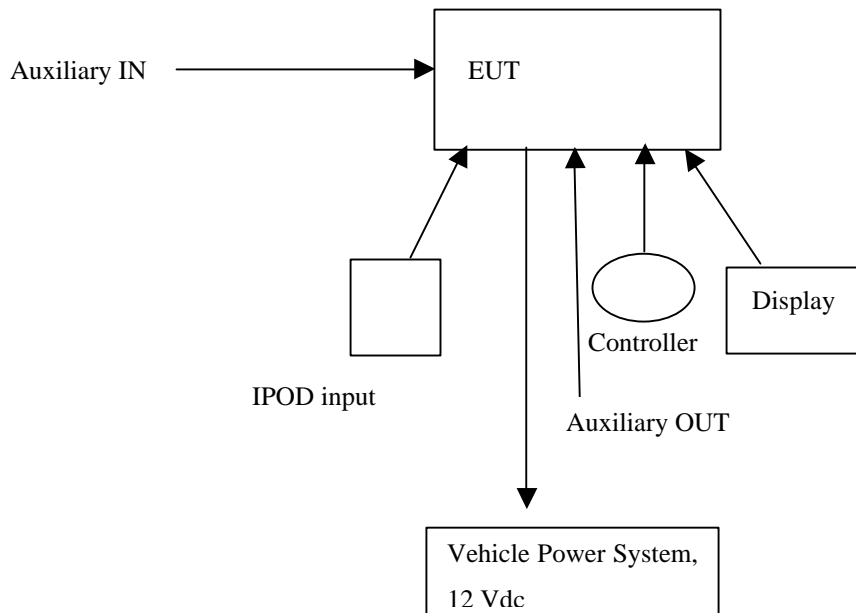 Auxiliary IN
EUT
Display
Controller
IPOD input
Auxiliary OUT
Vehicle Power System,
12 Vdc